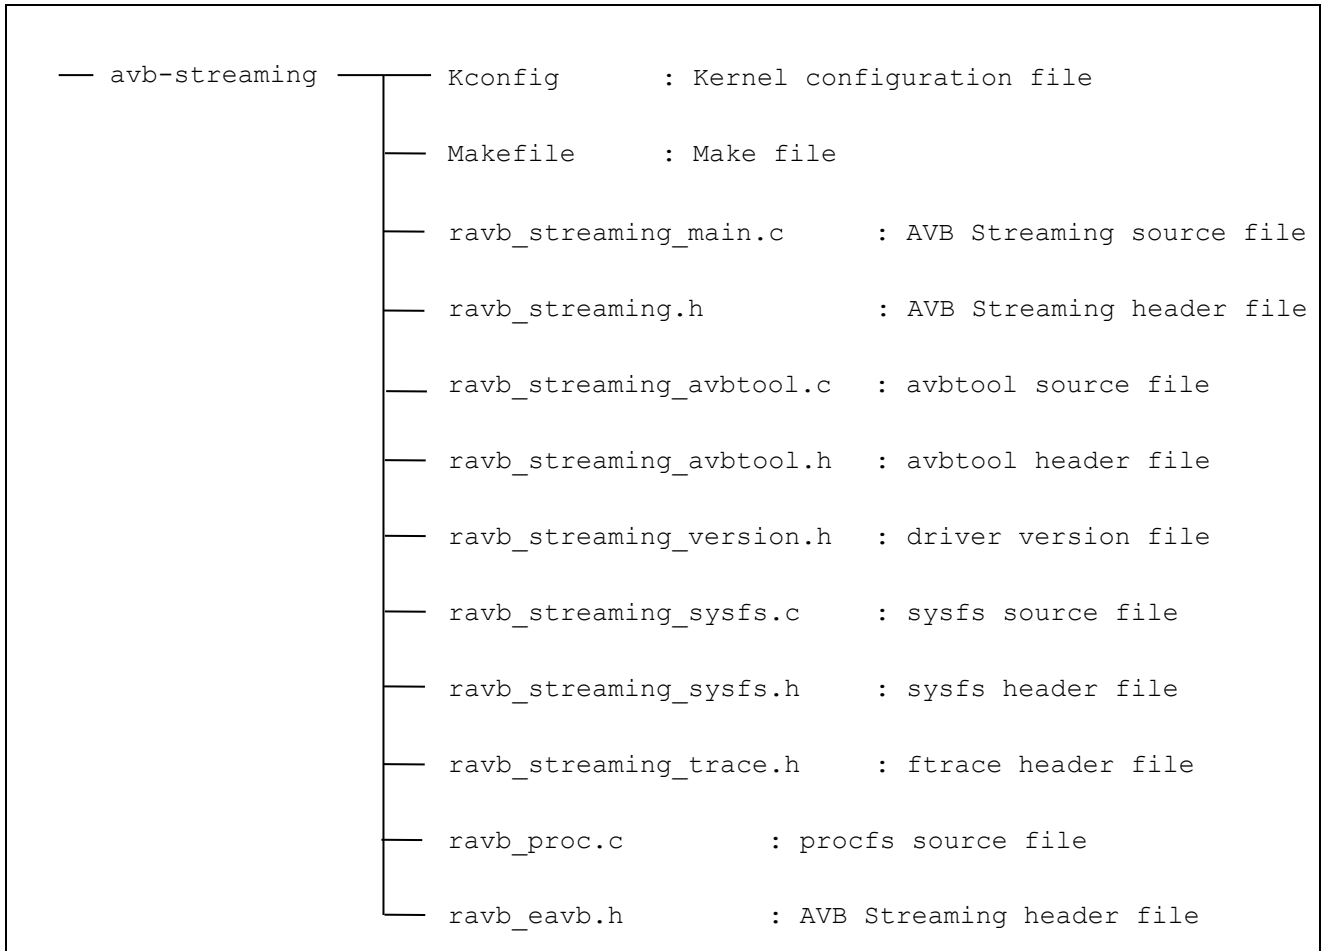 avb-streaming Kconfig : Kernel configuration file
Makefile : Make file
ravb_streaming_main.c : AVB Streaming source file
ravb_streaming.h : AVB Streaming header file
ravb_streaming_avbtool.c : avbtool source file
ravb_streaming_avbtool.h : avbtool header file
ravb_streaming_version.h : driver version file
ravb_streaming_sysfs.c : sysfs source file
ravb_streaming_sysfs.h : sysfs header file
ravb_streaming_trace.h : ftrace header file
ravb_proc.c : procfs source file
ravb_eavb.h : AVB Streaming header file